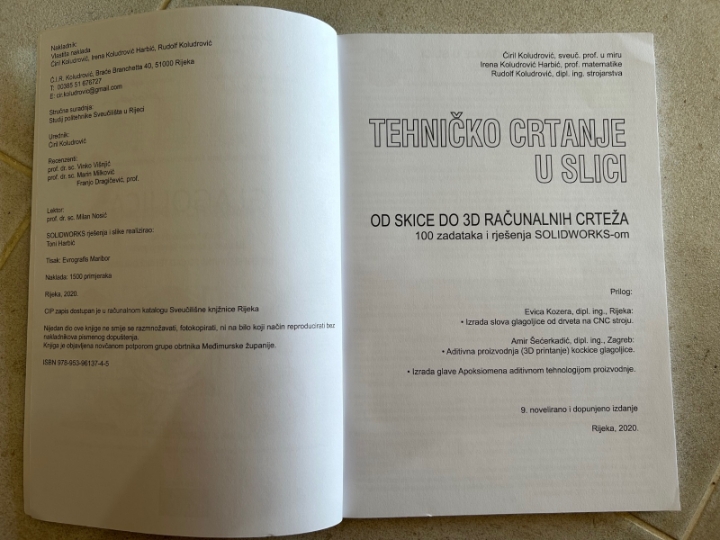 Nakladnik:
Vlastita naklada
Ćiril Koludrović, Irena Koludrović Harbić, Rudolf Koludrović
Ć.I.R. Koludrović, Braće Branchetta 4D, 51000 Rijeka
T: 00385 51 676727
E: cir.koludrovic@gmail.com
Stručna suradnja:
Studij politehnike Sveučilišta u Rijeci
Urednik:
Ćiril Koludrović
Recenzenti:
prof. dr. sc. Vinko Višnjić
prof. dr. sc. Marin Milković
Franjo Dragičević, prof.
Lektor:
prof. dr. sc. Milan Nosić
SOLIDWORKS rješenja i slike realizirao:
Toni Harbić
Tisak: Evrografis Maribor
Naklada: 1500 primjeraka
Rijeka, 2020.
CIP zapis dostupan je u računalnom katalogu Sveučilišne knjižnice Rijeka
Nijedan dio ove knjige ne smije se razmnožavati, fotokopirati, ni na bilo koji način reproducirati bez
nakladnikova pismenog dopuštenja.
Knjiga je objavljena novčanom potporom grupe obrtnika Međimurske županije.
ISBN 978-953-96137-4-5
Ćiril Koludrović, sveuč. prof. u miru
Irena Koludrović Harbić, prof. matematike
Rudolf Koludrović, dipl. ing. strojarstva
TEHNIČKO CRTANJE
U SLICI
OD SKICE DO 3D RAČUNALNIH CRTEŽA
100 zadataka i rješenja SOLIDWORKS-om
Prilog:
Evica Kozera, dipl. ing., Rijeka:
• Izrada slova glagoljice od drveta na CNC stroju.
Amir Šećerkadić, dipl. ing., Zagreb:
• Aditivna proizvodnja (3D printanje) kockice glagoljice.
• Izrada glave Apoksiomena aditivnom tehnologijom proizvodnje.
9. novelirano i dopunjeno izdanje
Rijeka, 2020.